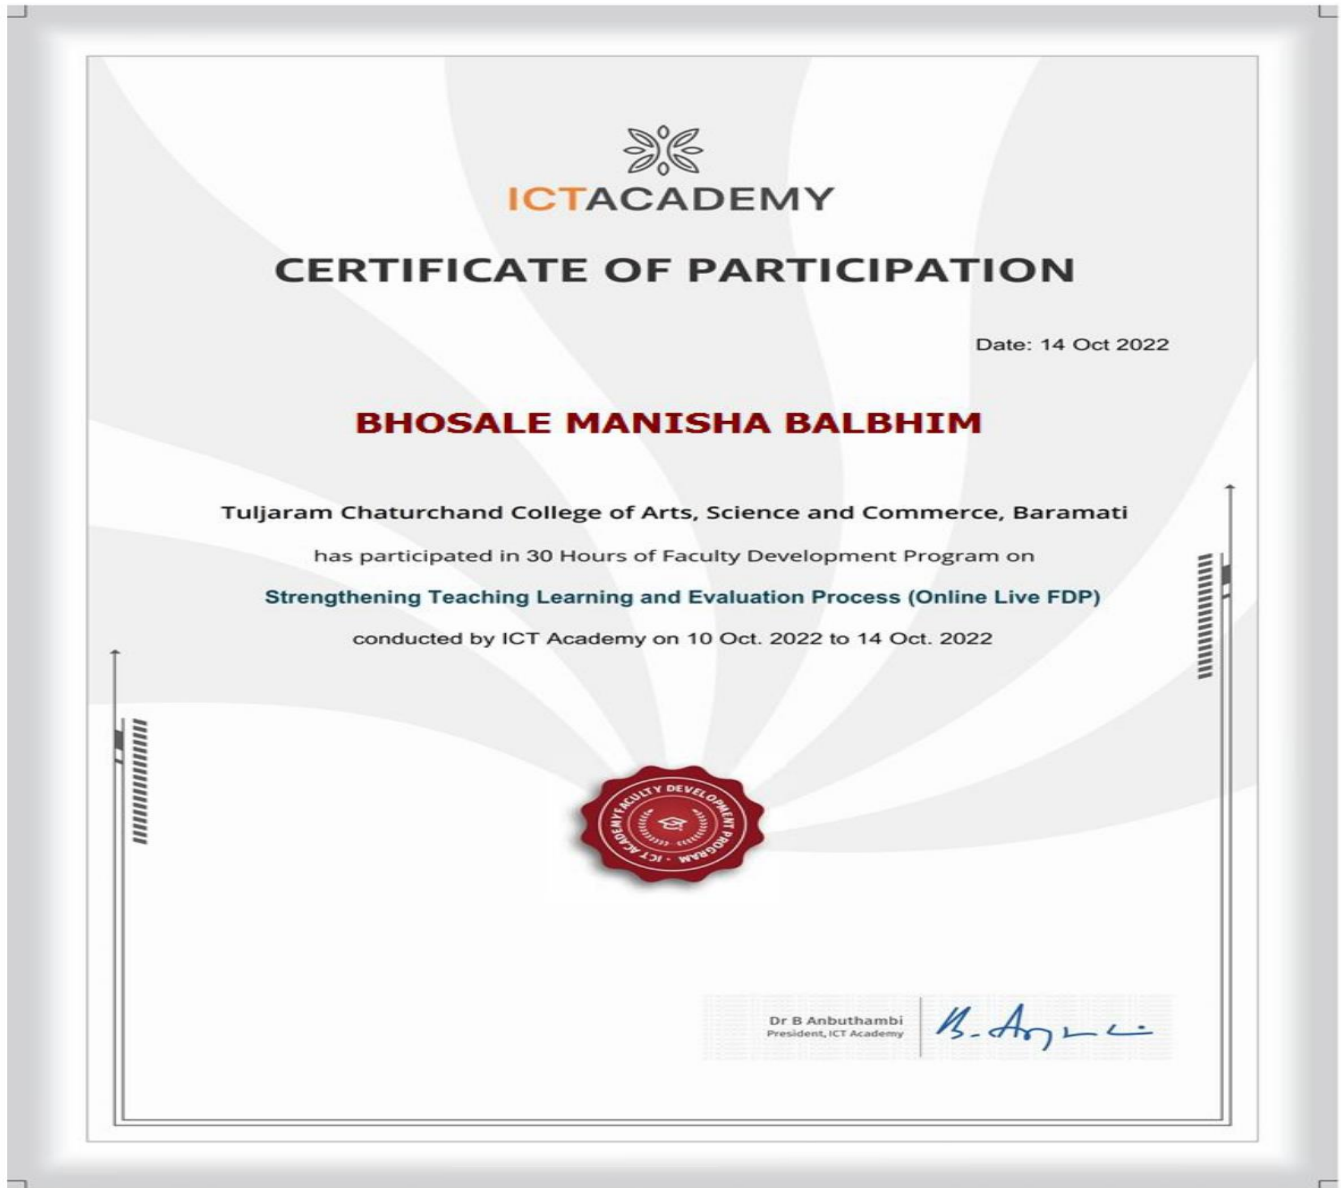 ICTACADEMY
CERTIFICATE OF PARTICIPATION
Date: 14 Oct 2022
BHOSALE MANISHA BALBHIM
Tuljaram Chaturchand College of Arts, Science and Commerce, Baramati
has participated in 30 Hours of Faculty Development Program on
Strengthening Teaching Learning and Evaluation Process (Online Live FDP)
conducted by ICT Academy on 10 Oct. 2022 to 14 Oct. 2022
FACULTY DEVELOPMENT PROGRAM - ICT ACADEMY
Dr B Anbuthambi
President, ICT Academy